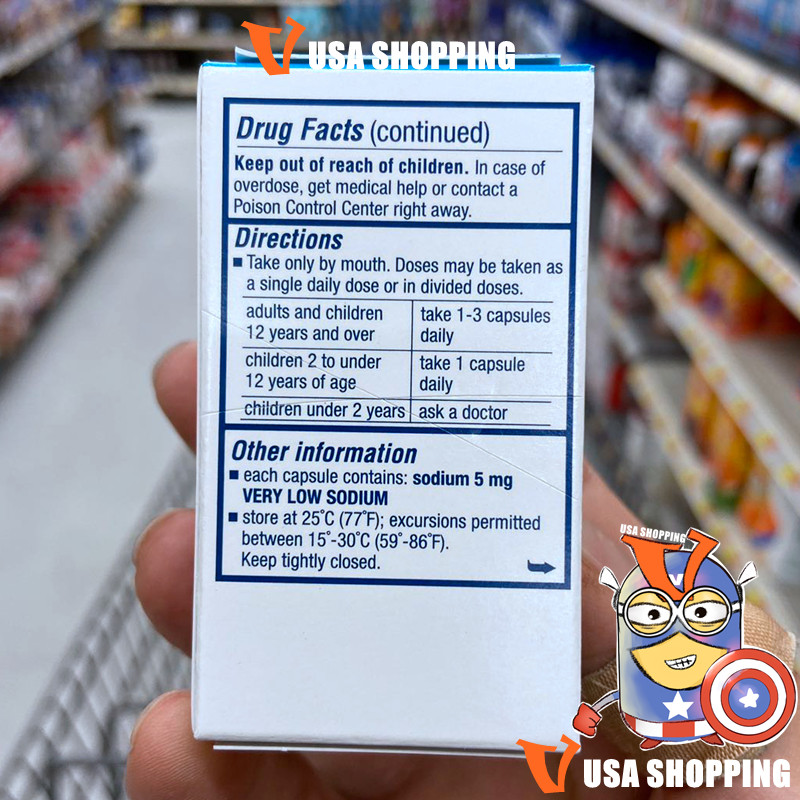 USA SHOPPING
Drug Facts (continued)
Keep out of reach of children. In case of
overdose, get medical help or contact a
Poison Control Center right away.
Directions
■ Take only by mouth. Doses may be taken as
a single daily dose or in divided doses.
adults and children
12 years and over
take 1-3 capsules
daily
children 2 to under
12 years of age
take 1 capsule
daily
children under 2 years
ask a doctor
Other information
■ each capsule contains: sodium 5 mg
VERY LOW SODIUM
■ store at 25˚C (77˚F); excursions permitted
between 15˚-30˚C (59˚-86˚F).
Keep tightly closed.
USA SHOPPING
USA SHOPPING